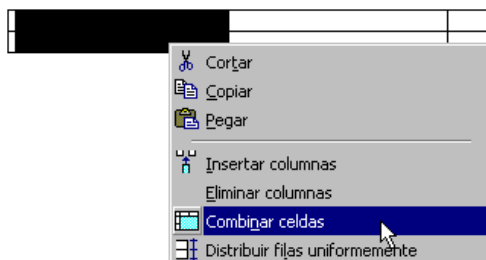 Cortar
Copiar
Pegar
Insertar columnas
Eliminar columnas
Combinar celdas
Distribuir filas uniformemente